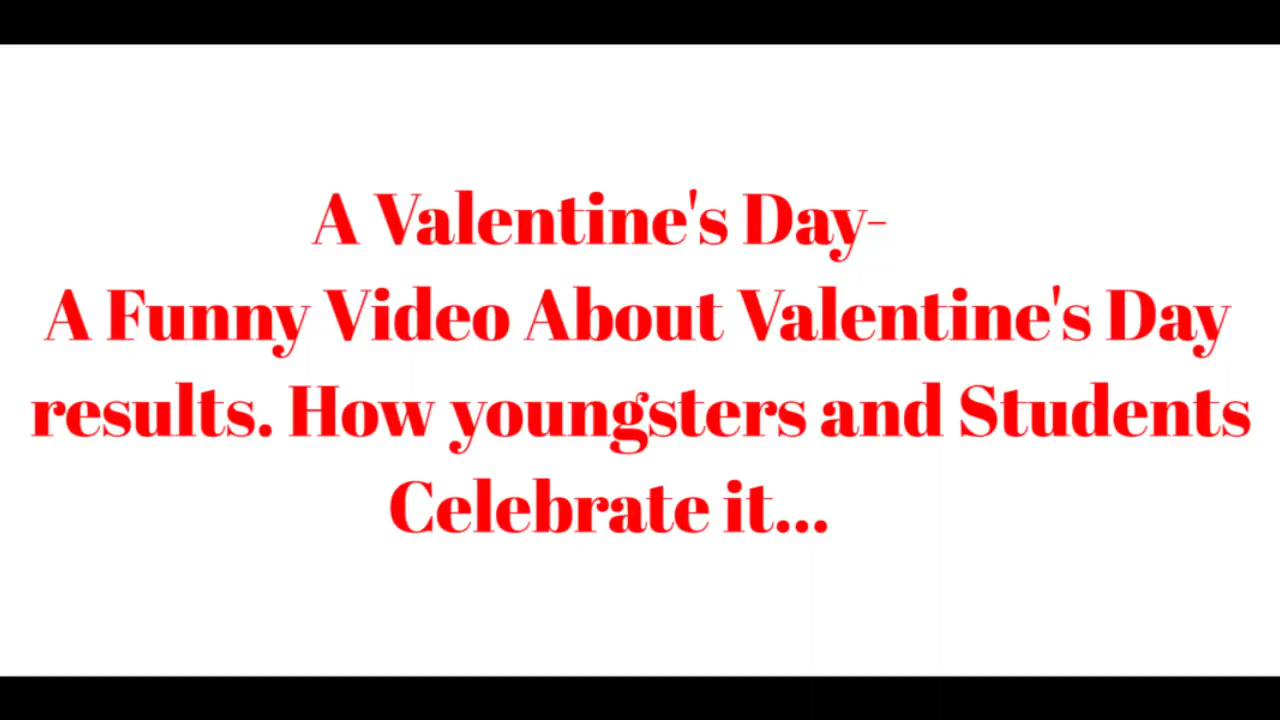 A Valentine's Day-
A Funny Video About Valentine's Day
results. How youngsters and Students
Celebrate it...